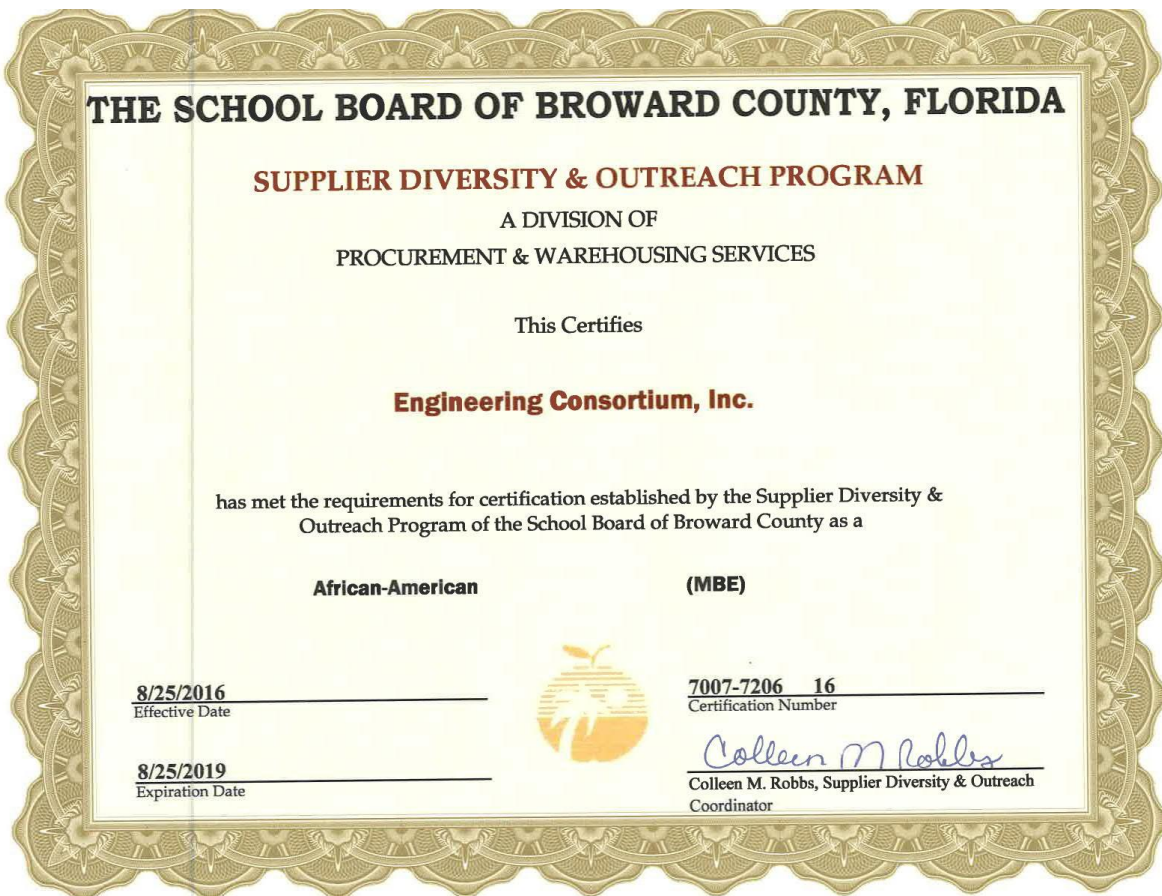 THE SCHOOL BOARD OF BROWARD COUNTY, FLORIDA
SUPPLIER DIVERSITY & OUTREACH PROGRAM
A DIVISION OF
PROCUREMENT & WAREHOUSING SERVICES
This Certifies
Engineering Consortium, Inc.
has met the requirements for certification established by the Supplier Diversity &
Outreach Program of the School Board of Broward County as a
African-American (MBE)
8/25/2016
Effective Date
7007-7206 16
Certification Number
8/25/2019
Expiration Date
Colleen M Robbs
Colleen M. Robbs, Supplier Diversity & Outreach
Coordinator